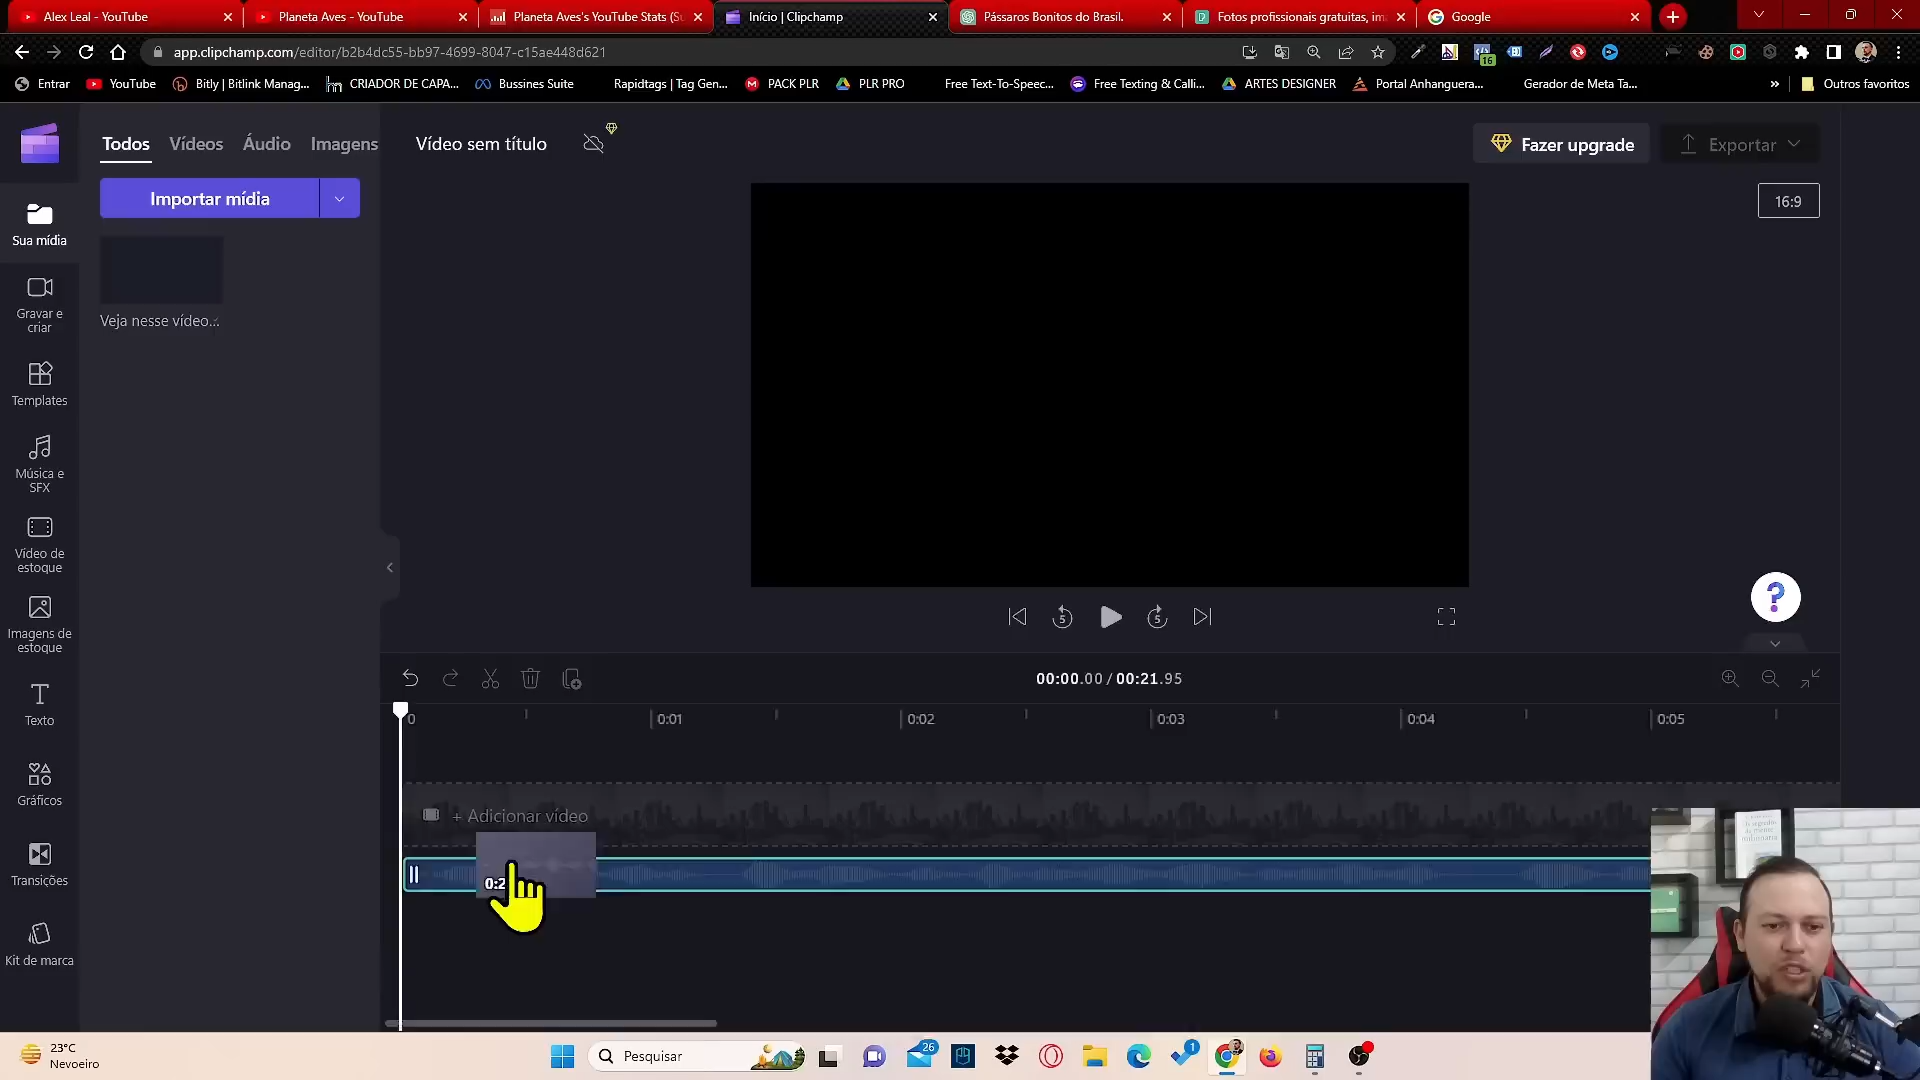 Alex Leal - YouTube
Planeta Aves - YouTube
Planeta Aves's YouTube Stats (Su
Início | Clipchamp
Pássaros Bonitos do Brasil.
Fotos profissionais gratuitas, im
Google
app.clipchamp.com/editor/b2b4dc55-bb97-4699-8047-c15ae448d621
16
Entrar
YouTube
Bitly | Bitlink Manag...
CRIADOR DE CAPA...
Bussines Suite
Rapidtags | Tag Gen...
PACK PLR
PLR PRO
Free Text-To-Speec...
Free Texting & Calli...
ARTES DESIGNER
Portal Anhanguera...
Gerador de Meta Ta...
»
Outros favoritos
Todos
Vídeos
Áudio
Imagens
Vídeo sem título
Fazer upgrade
Exportar
Importar mídia
16:9
Sua mídia
Veja nesse vídeo...
Gravar e
criar
Templates
Música e
SFX
Vídeo de
estoque
Imagens de
estoque
Texto
Gráficos
Transições
Kit de marca
5
5
?
00:00.00 / 00:21.95
0
0:01
0:02
0:03
0:04
0:05
+ Adicionar vídeo
0:2
23°C
Nevoeiro
Pesquisar
26
1